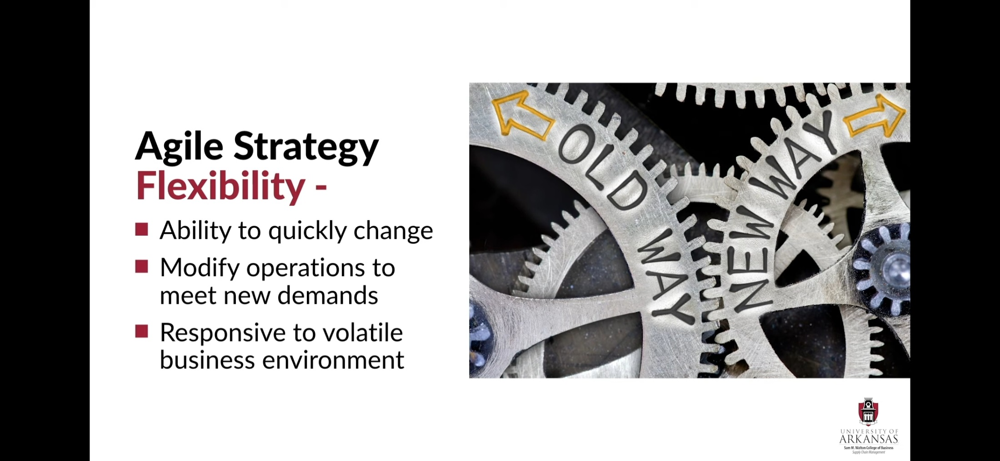 Agile Strategy
Flexibility -
Ability to quickly change
Modify operations to
meet new demands
Responsive to volatile
business environment
OLD WAY
NEW WAY
UNIVERSITY OF
ARKANSAS
Sam M. Walton College of Business
Supply Chain Management